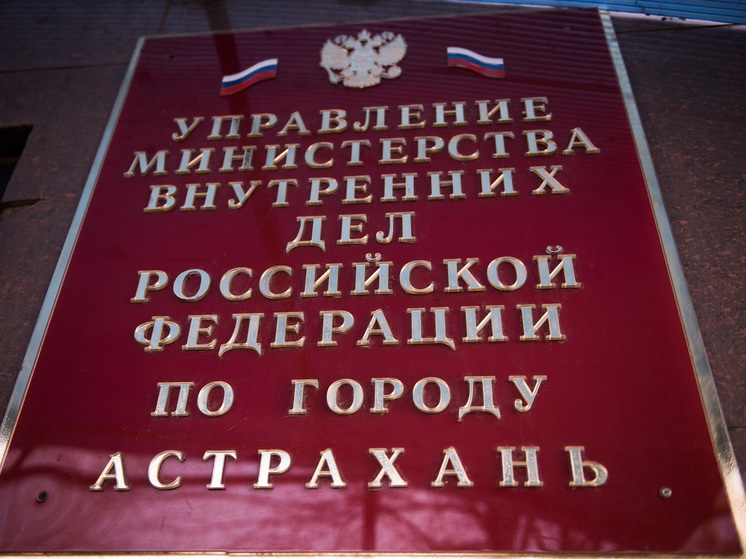 УПРАВЛЕНИЕ
МИНИСТЕРСТВА
ВНУТРЕННИХ
ДЕЛ
РОССИЙСКОЙ
ФЕДЕРАЦИИ
ПО ГОРОДУ
АСТРАХАНЬ